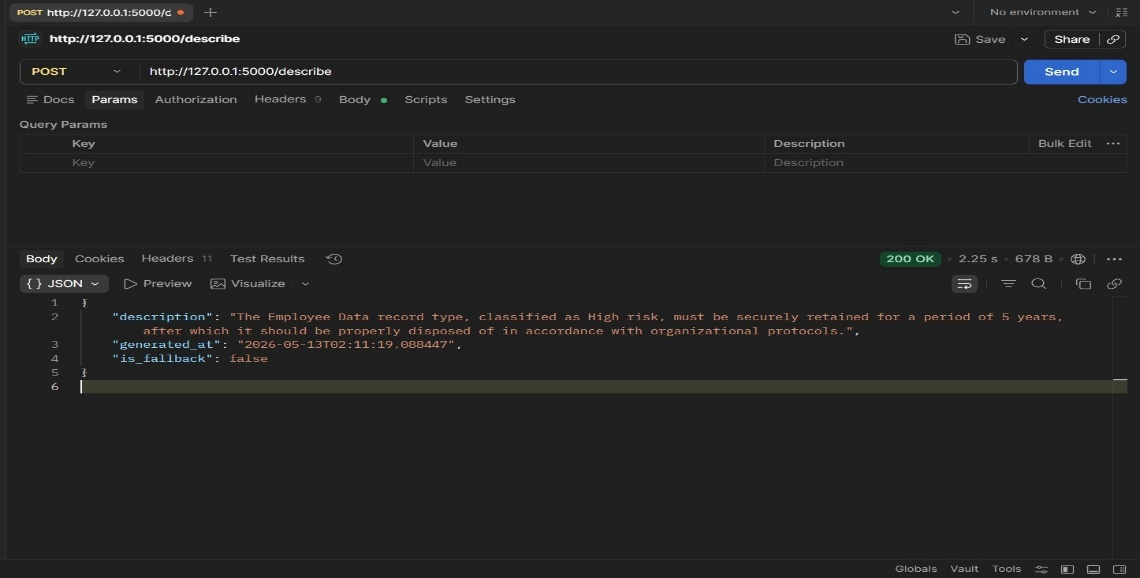 POST http://127.0.0.1:5000/d
No environment
HTTP http://127.0.0.1:5000/describe
Save
Share
POST
http://127.0.0.1:5000/describe
Send
Docs Params Authorization Headers 9 Body Scripts Settings
Cookies
Query Params
Key Value Description Bulk Edit
Key Value Description
Body Cookies Headers 11 Test Results
200 OK 2.25 s 678 B
{ } JSON Preview Visualize
1 {
2 "description": "The Employee Data record type, classified as High risk, must be securely retained for a period of 5 years,
after which it should be properly disposed of in accordance with organizational protocols.",
3 "generated_at": "2026-05-13T02:11:19.088447",
4 "is_fallback": false
5 }
6
Globals Vault Tools